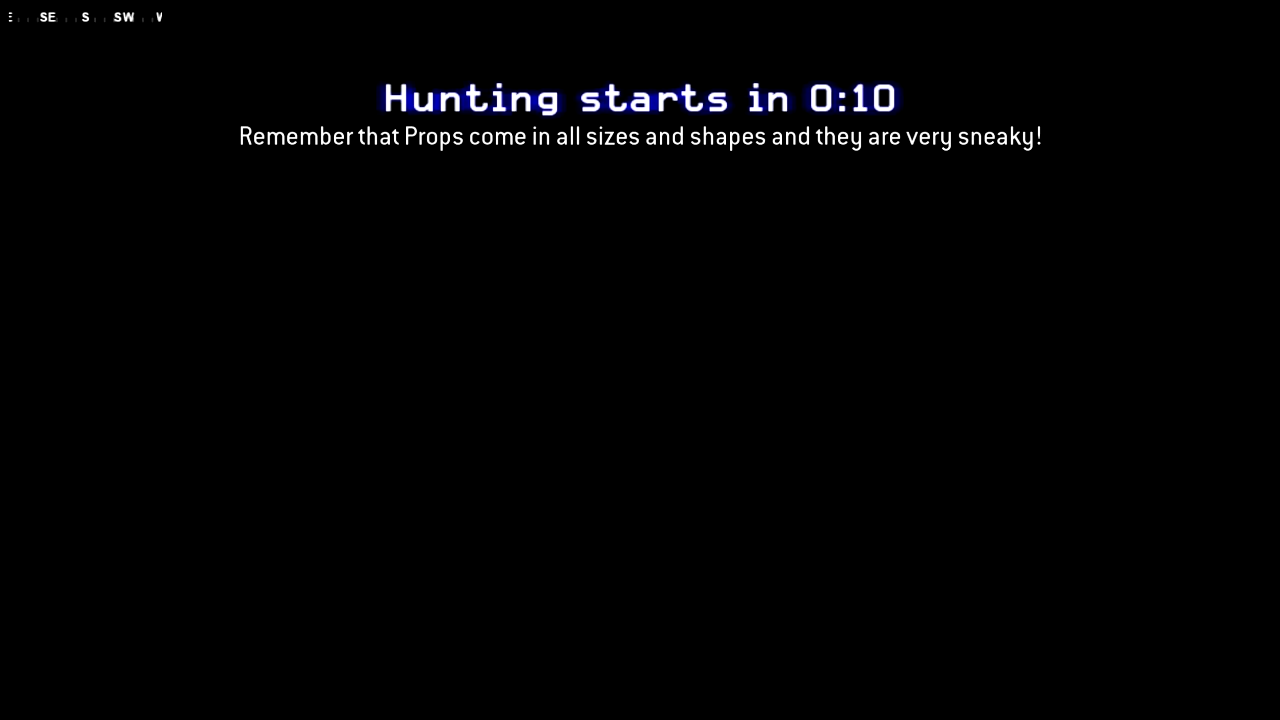 E SE S SW W
Hunting starts in 0:10
Remember that Props come in all sizes and shapes and they are very sneaky!